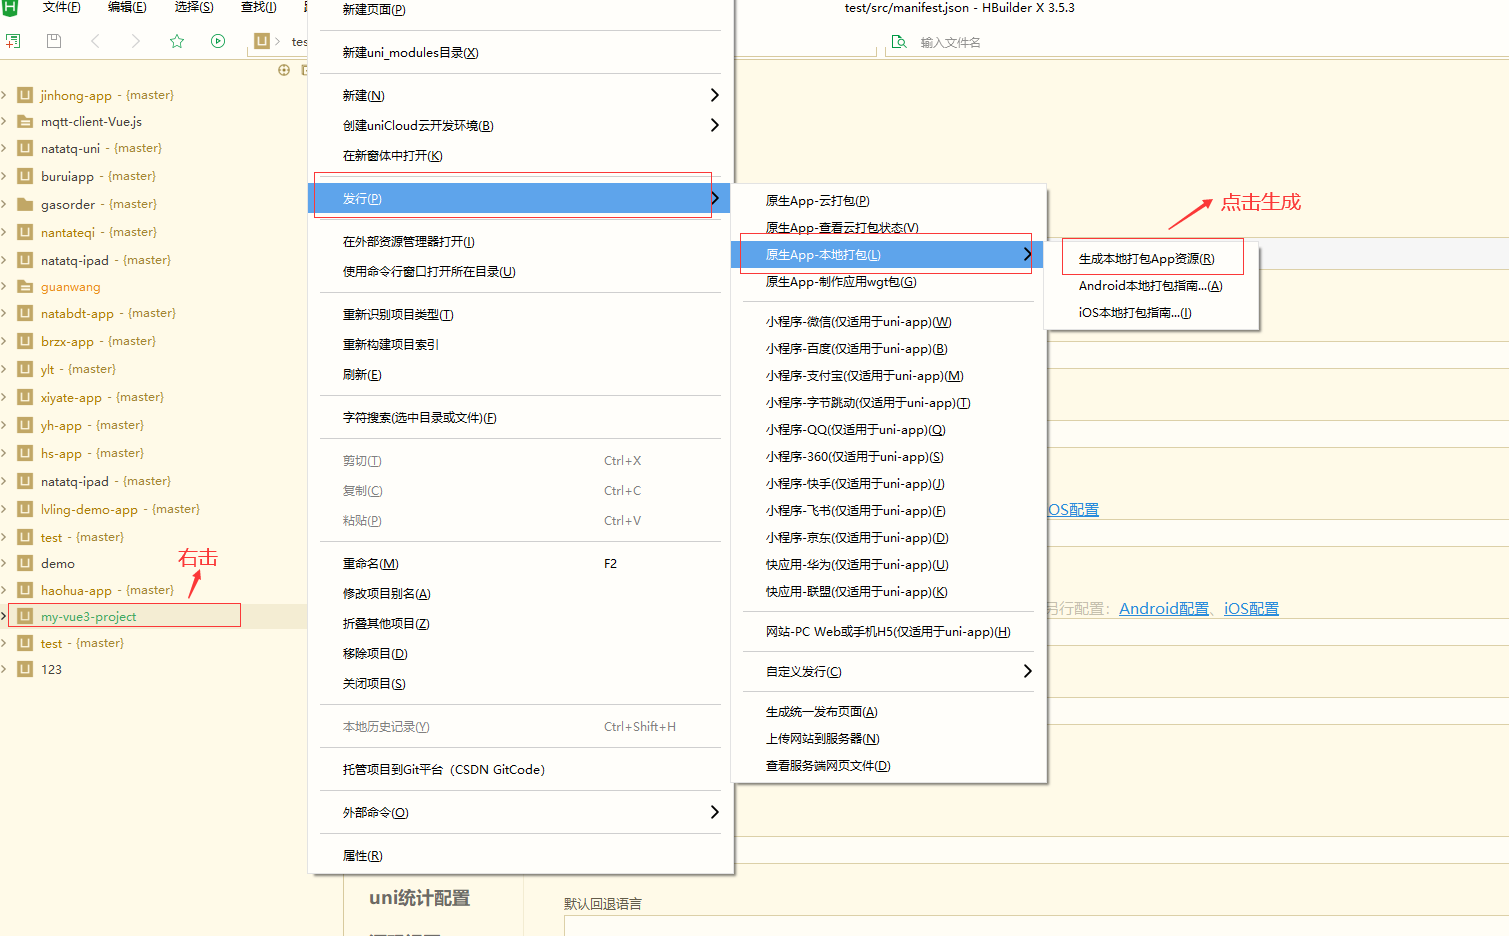 文件(F) 编辑(E) 选择(S) 查找(I)
test/src/manifest.json - HBuilder X 3.5.3
输入文件名
jinhong-app - {master}
mqtt-client-Vue.js
natatq-uni - {master}
buruiapp - {master}
gasorder - {master}
nantateqi - {master}
natatq-ipad - {master}
guanwang
natabdt-app - {master}
brzx-app - {master}
ylt - {master}
xiyate-app - {master}
yh-app - {master}
hs-app - {master}
natatq-ipad - {master}
lvling-demo-app - {master}
test - {master}
demo
haohua-app - {master}
my-vue3-project
test - {master}
123
右击
新建页面(P)
新建uni_modules目录(X)
新建(N)
创建uniCloud云开发环境(B)
在新窗体中打开(K)
发行(P)
在外部资源管理器打开(I)
使用命令行窗口打开所在目录(U)
重新识别项目类型(T)
重新构建项目索引
刷新(E)
字符搜索(选中目录或文件)(F)
剪切(T) Ctrl+X
复制(C) Ctrl+C
粘贴(P) Ctrl+V
重命名(M) F2
修改项目别名(A)
折叠其他项目(Z)
移除项目(D)
关闭项目(S)
本地历史记录(Y) Ctrl+Shift+H
托管项目到Git平台（CSDN GitCode）
外部命令(O)
属性(R)
原生App-云打包(P)
原生App-查看云打包状态(V)
原生App-本地打包(L)
原生App-制作应用wgt包(G)
小程序-微信(仅适用于uni-app)(W)
小程序-百度(仅适用于uni-app)(B)
小程序-支付宝(仅适用于uni-app)(M)
小程序-字节跳动(仅适用于uni-app)(T)
小程序-QQ(仅适用于uni-app)(Q)
小程序-360(仅适用于uni-app)(S)
小程序-快手(仅适用于uni-app)(J)
小程序-飞书(仅适用于uni-app)(F)
小程序-京东(仅适用于uni-app)(D)
快应用-华为(仅适用于uni-app)(U)
快应用-联盟(仅适用于uni-app)(K)
网站-PC Web或手机H5(仅适用于uni-app)(H)
自定义发行(C)
生成统一发布页面(A)
上传网站到服务器(N)
查看服务端网页文件(D)
点击生成
生成本地打包App资源(R)
Android本地打包指南...(A)
iOS本地打包指南...(I)
OS配置
另行配置：Android配置、iOS配置
uni统计配置
默认回退语言